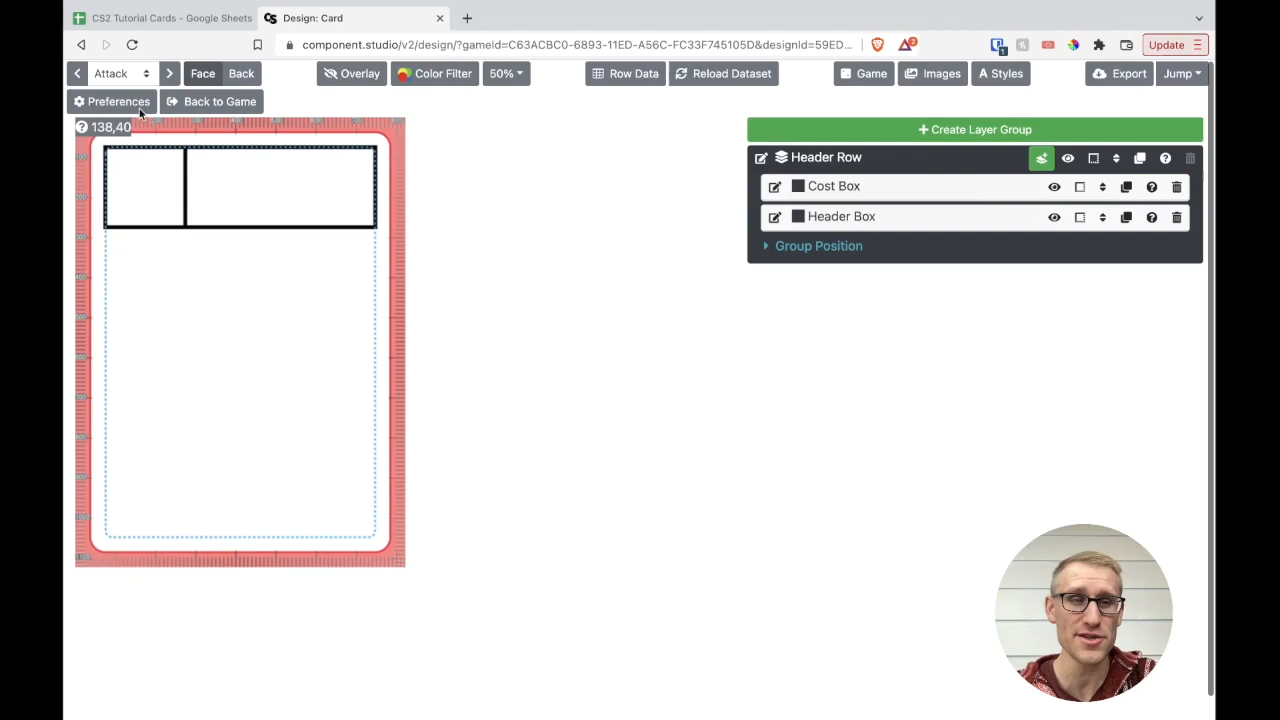 CS2 Tutorial Cards - Google Sheets
Design: Card
component.studio/v2/design/?gameId=C63ACBC0-6893-11ED-A56C-FC33F745105D&designId=59ED...
2
1
Update
Attack
Face
Back
Overlay
Color Filter
50%
Row Data
Reload Dataset
Game
Images
Styles
Export
Jump
Preferences
Back to Game
138,40
Create Layer Group
Header Row
Cost Box
Header Box
Group Position